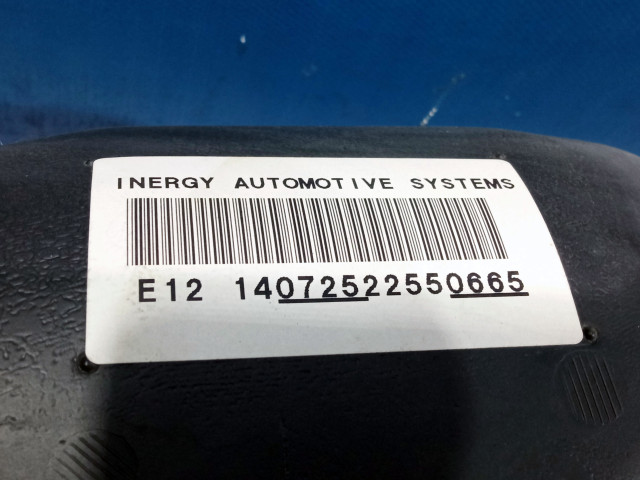 INERGY AUTOMOTIVE SYSTEMS
E12 14072522550665